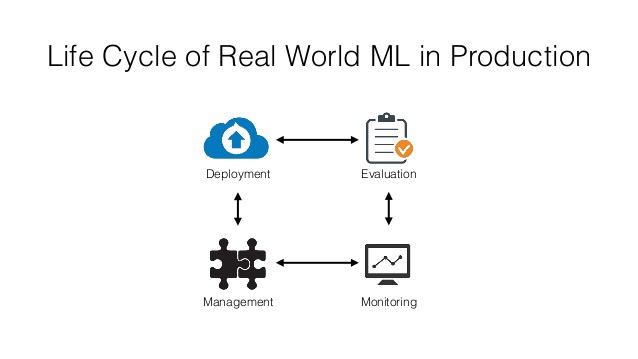 Life Cycle of Real World ML in Production
Deployment
Evaluation
Management
Monitoring